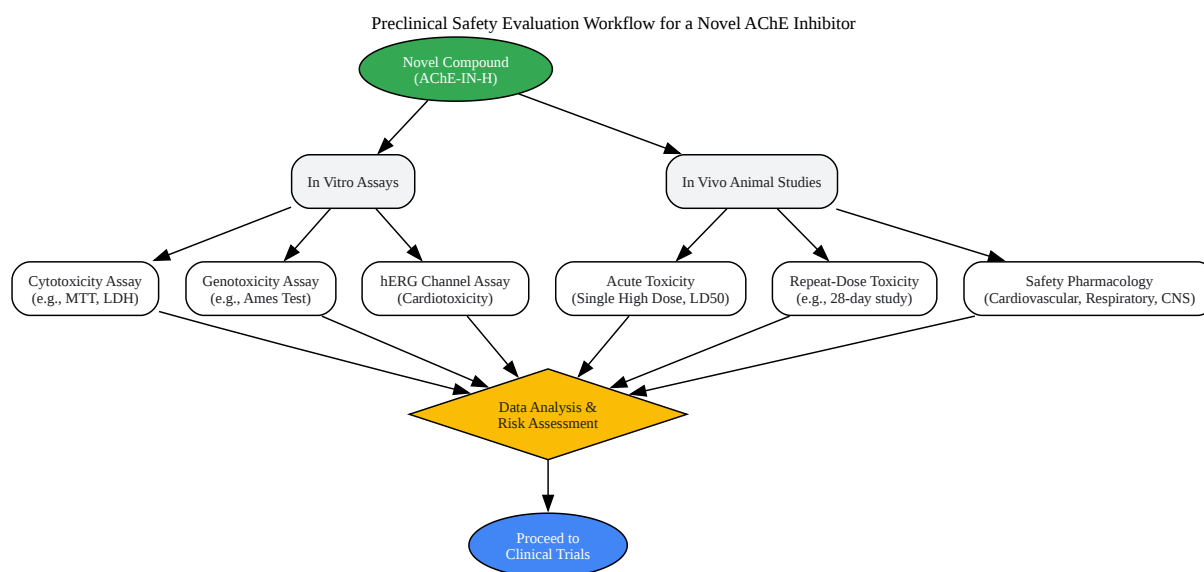 Preclinical Safety Evaluation Workflow for a Novel AChE Inhibitor
Novel Compound
(AChE-IN-H)
In Vitro Assays
In Vivo Animal Studies
Cytotoxicity Assay
(e.g., MTT, LDH)
Genotoxicity Assay
(e.g., Ames Test)
hERG Channel Assay
(Cardiotoxicity)
Acute Toxicity
(Single High Dose, LD50)
Repeat-Dose Toxicity
(e.g., 28-day study)
Safety Pharmacology
(Cardiovascular, Respiratory, CNS)
Data Analysis &
Risk Assessment
Proceed to
Clinical Trials